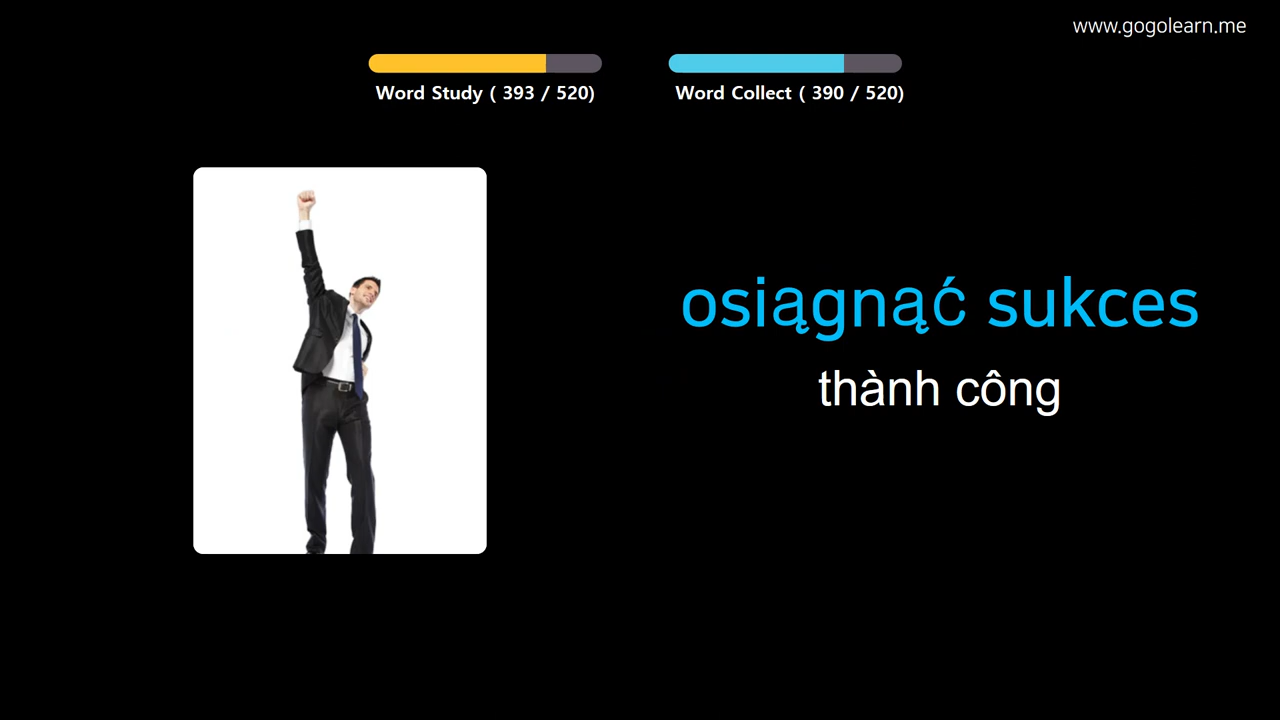 www.gogolearn.me
Word Study ( 393 / 520)
Word Collect ( 390 / 520)
osiągnąć sukces
thành công